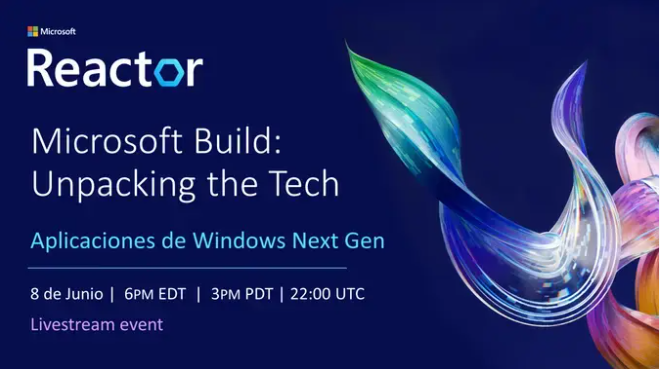 Microsoft
Reactor
Microsoft Build:
Unpacking the Tech
Aplicaciones de Windows Next Gen
8 de Junio | 6PM EDT | 3PM PDT | 22:00 UTC
Livestream event